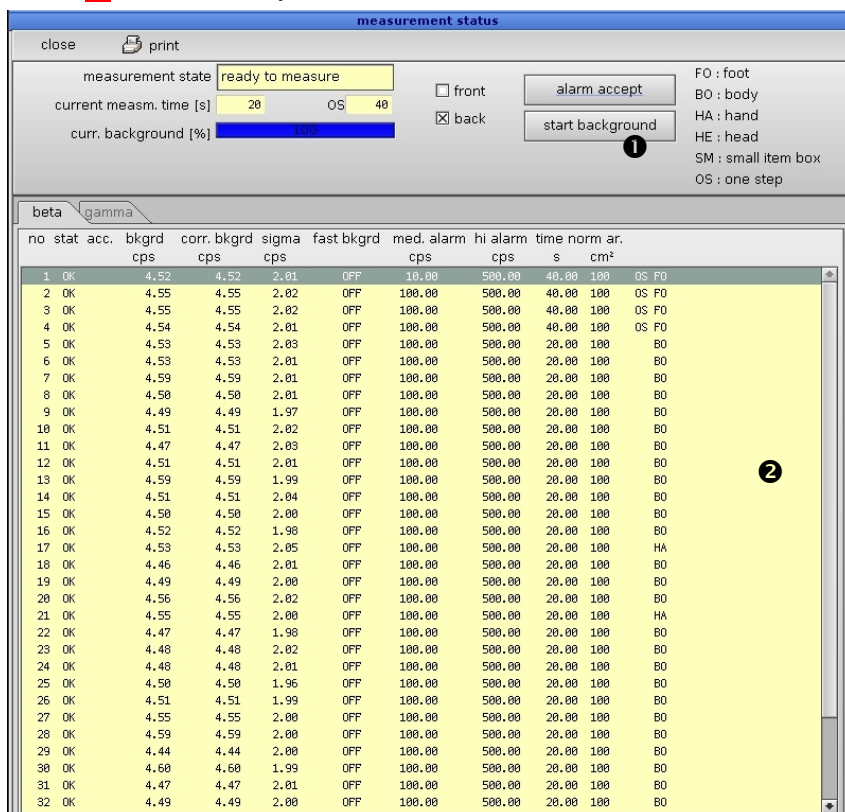 measurement status
close print
measurement state ready to measure
current measm. time [s] 20 OS 40
curr. background [%] 100
front
back
alarm accept
start background
❶
FO : foot
BO : body
HA : hand
HE : head
SM : small item box
OS : one step
beta gamma
no stat acc. bkgrd corr. bkgrd sigma fast bkgrd med. alarm hi alarm time norm ar.
cps cps cps cps cps s cm²
1 OK 4.52 4.52 2.01 OFF 10.00 500.00 40.00 100 OS FO
2 OK 4.55 4.55 2.02 OFF 100.00 500.00 40.00 100 OS FO
3 OK 4.55 4.55 2.02 OFF 100.00 500.00 40.00 100 OS FO
4 OK 4.54 4.54 2.01 OFF 100.00 500.00 40.00 100 OS FO
5 OK 4.53 4.53 2.03 OFF 100.00 500.00 20.00 100 BO
6 OK 4.53 4.53 2.01 OFF 100.00 500.00 20.00 100 BO
7 OK 4.59 4.59 2.01 OFF 100.00 500.00 20.00 100 BO
8 OK 4.50 4.50 2.01 OFF 100.00 500.00 20.00 100 BO
9 OK 4.49 4.49 1.97 OFF 100.00 500.00 20.00 100 BO
10 OK 4.51 4.51 2.02 OFF 100.00 500.00 20.00 100 BO
11 OK 4.47 4.47 2.03 OFF 100.00 500.00 20.00 100 BO
12 OK 4.51 4.51 2.01 OFF 100.00 500.00 20.00 100 BO
❷
13 OK 4.59 4.59 1.99 OFF 100.00 500.00 20.00 100 BO
14 OK 4.51 4.51 2.04 OFF 100.00 500.00 20.00 100 BO
15 OK 4.50 4.50 2.00 OFF 100.00 500.00 20.00 100 BO
16 OK 4.52 4.52 1.98 OFF 100.00 500.00 20.00 100 BO
17 OK 4.53 4.53 2.05 OFF 100.00 500.00 20.00 100 HA
18 OK 4.46 4.46 2.01 OFF 100.00 500.00 20.00 100 BO
19 OK 4.49 4.49 2.00 OFF 100.00 500.00 20.00 100 BO
20 OK 4.56 4.56 2.02 OFF 100.00 500.00 20.00 100 BO
21 OK 4.55 4.55 2.00 OFF 100.00 500.00 20.00 100 HA
22 OK 4.47 4.47 1.98 OFF 100.00 500.00 20.00 100 BO
23 OK 4.48 4.48 2.02 OFF 100.00 500.00 20.00 100 BO
24 OK 4.48 4.48 2.01 OFF 100.00 500.00 20.00 100 BO
25 OK 4.50 4.50 1.96 OFF 100.00 500.00 20.00 100 BO
26 OK 4.51 4.51 1.99 OFF 100.00 500.00 20.00 100 BO
27 OK 4.55 4.55 2.00 OFF 100.00 500.00 20.00 100 BO
28 OK 4.59 4.59 2.00 OFF 100.00 500.00 20.00 100 BO
29 OK 4.44 4.44 2.00 OFF 100.00 500.00 20.00 100 BO
30 OK 4.60 4.60 1.99 OFF 100.00 500.00 20.00 100 BO
31 OK 4.47 4.47 2.01 OFF 100.00 500.00 20.00 100 BO
32 OK 4.49 4.49 2.00 OFF 100.00 500.00 20.00 100 BO